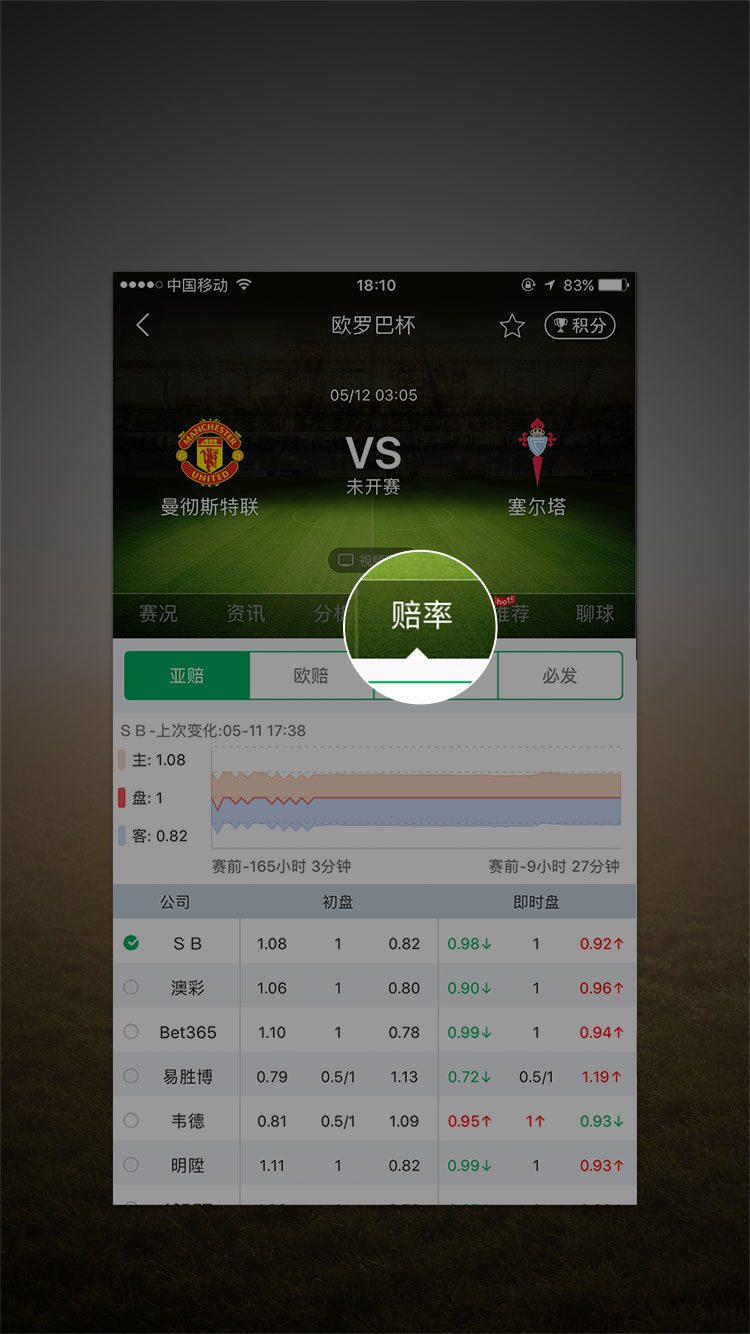 中国移动 18:10 83%
欧罗巴杯 积分
05/12 03:05
MANCHESTER
UNITED
VS
未开赛
曼彻斯特联 塞尔塔
视频
赛况 资讯 分析 赔率 推荐 hot! 聊球
亚赔 欧赔 必发
S B-上次变化:05-11 17:38
主: 1.08
盘: 1
客: 0.82
赛前-165小时 3分钟 赛前-9小时 27分钟
公司 初盘 即时盘
S B 1.08 1 0.82 0.98↓ 1 0.92↑
澳彩 1.06 1 0.80 0.90↓ 1 0.96↑
Bet365 1.10 1 0.78 0.99↓ 1 0.94↑
易胜博 0.79 0.5/1 1.13 0.72↓ 0.5/1 1.19↑
韦德 0.81 0.5/1 1.09 0.95↑ 1↑ 0.93↓
明陞 1.11 1 0.82 0.99↓ 1 0.93↑